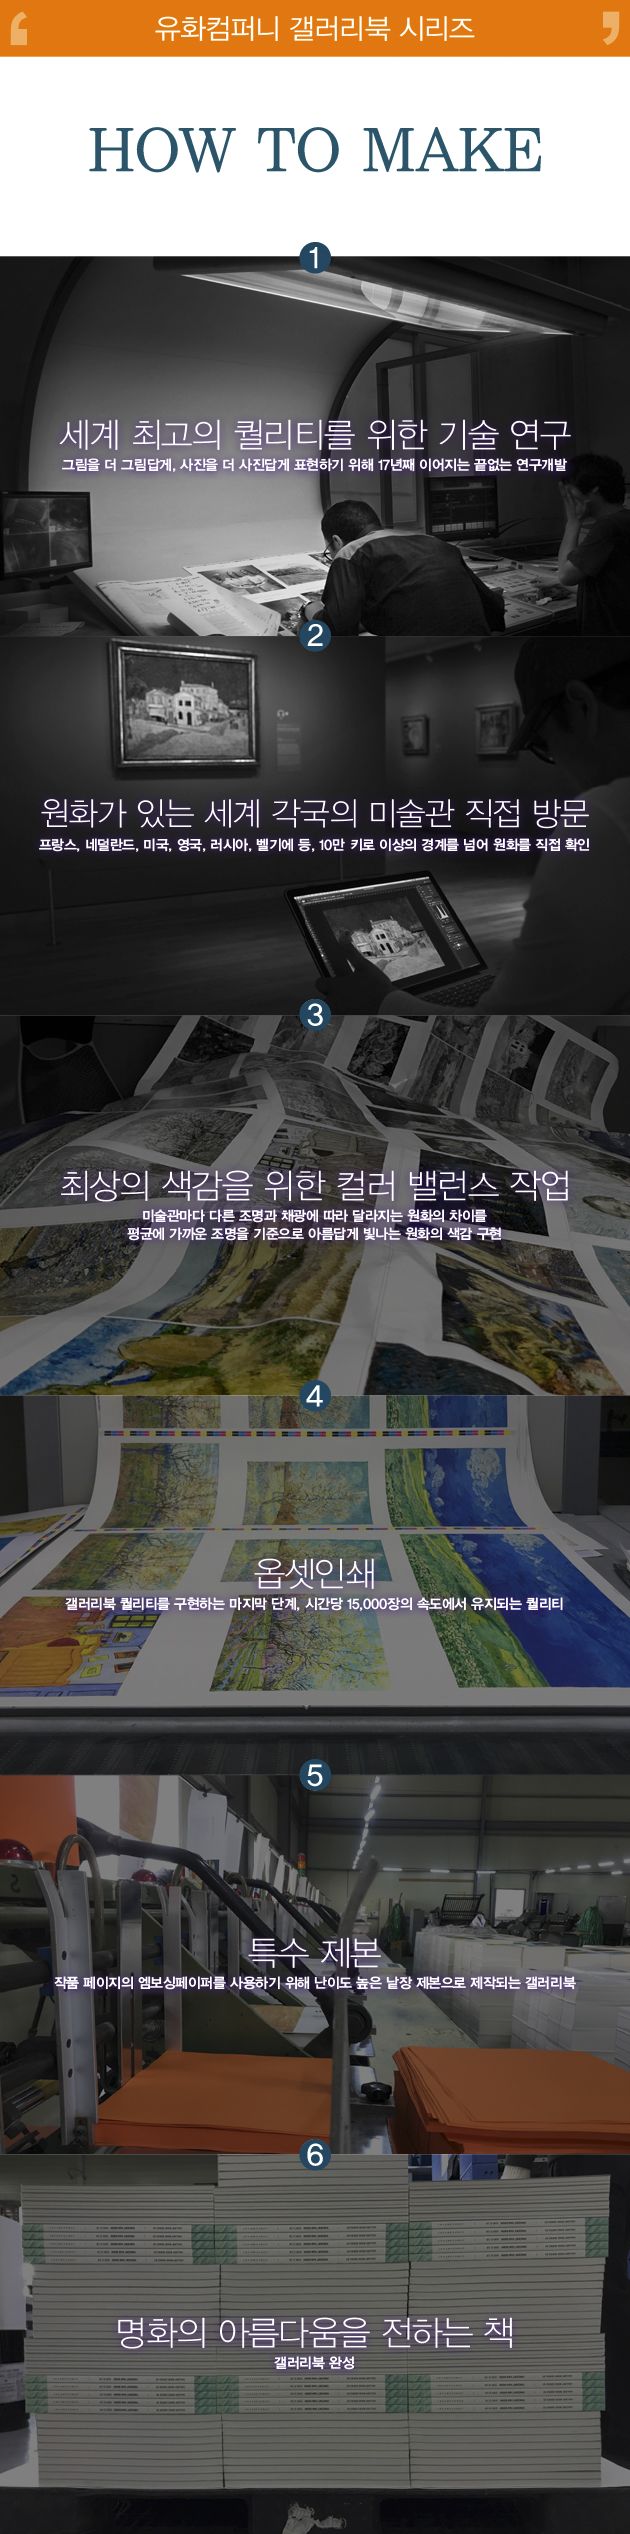 유화컴퍼니 갤러리북 시리즈
HOW TO MAKE
1
세계 최고의 퀄리티를 위한 기술 연구
그림을 더 그림답게, 사진을 더 사진답게 표현하기 위해 17년째 이어지는 끝없는 연구개발
2
원화가 있는 세계 각국의 미술관 직접 방문
프랑스, 네덜란드, 미국, 영국, 러시아, 벨기에 등, 10만 키로 이상의 경계를 넘어 원화를 직접 확인
3
최상의 색감을 위한 컬러 밸런스 작업
미술관마다 다른 조명과 채광에 따라 달라지는 원화의 차이를
평균에 가까운 조명을 기준으로 아름답게 빛나는 원화의 색감 구현
4
옵셋인쇄
갤러리북 퀄리티를 구현하는 마지막 단계, 시간당 15,000장의 속도에서 유지되는 퀄리티
5
특수 제본
작품 페이지의 엠보싱페이퍼를 사용하기 위해 난이도 높은 낱장 제본으로 제작되는 갤러리북
6
명화의 아름다움을 전하는 책
갤러리북 완성